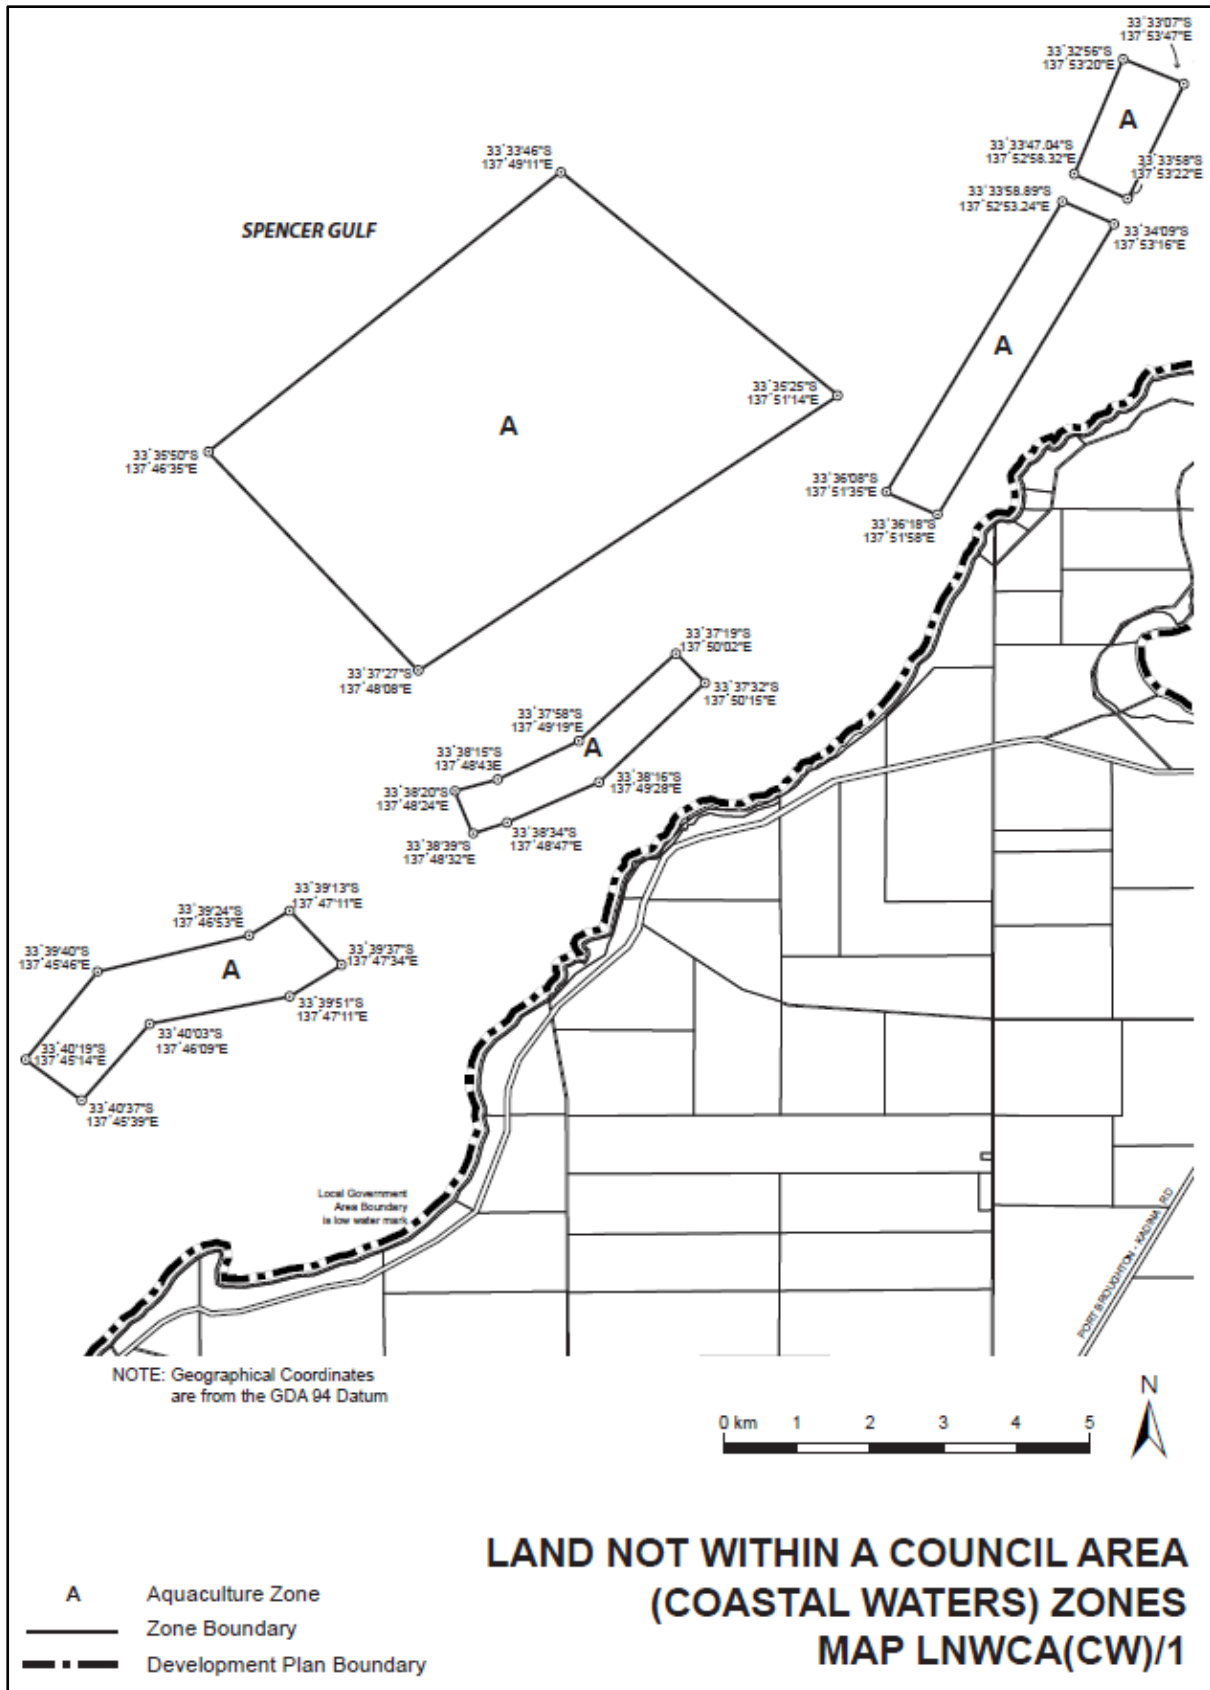 33°33'07"S
137°53'47"E
33°32'56"S
137°53'20"E
A
33°33'47.04"S
137°52'58.32"E
33°33'58"S
137°53'22"E
33°33'58.89"S
137°52'53.24"E
33°34'09"S
137°53'16"E
A
33°36'08"S
137°51'35"E
33°36'18"S
137°51'58"E
33°33'46"S
137°49'11"E
SPENCER GULF
33°35'25"S
137°51'14"E
A
33°35'50"S
137°46'35"E
33°37'27"S
137°48'08"E
33°37'19"S
137°50'02"E
33°37'32"S
137°50'15"E
33°37'58"S
137°49'19"E
A
33°38'15"S
137°48'43E
33°38'20"S
137°48'24"E
33°38'16"S
137°49'28"E
33°38'34"S
137°48'47"E
33°38'39"S
137°48'32"E
33°39'13"S
137°47'11"E
33°39'24"S
137°46'53"E
33°39'40"S
137°45'46"E
A
33°39'37"S
137°47'34"E
33°39'51"S
137°47'11"E
33°40'03"S
137°46'09"E
33°40'19"S
137°45'14"E
33°40'37"S
137°45'39"E
Local Government
Area Boundary
is low water mark
PORT BROUGHTON - KADINA RD
NOTE: Geographical Coordinates
are from the GDA 94 Datum
N
0 km 1 2 3 4 5
LAND NOT WITHIN A COUNCIL AREA
(COASTAL WATERS) ZONES
MAP LNWCA(CW)/1
A Aquaculture Zone
Zone Boundary
Development Plan Boundary